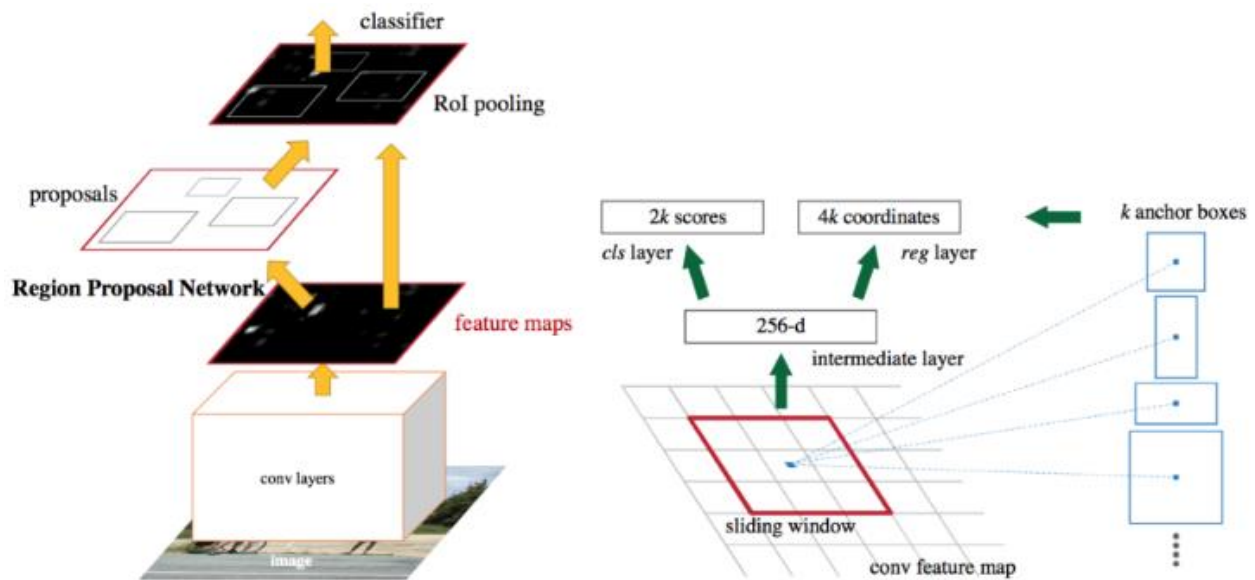 classifier
RoI pooling
proposals
Region Proposal Network
feature maps
conv layers
image
2k scores
4k coordinates
k anchor boxes
cls layer
reg layer
256-d
intermediate layer
sliding window
conv feature map